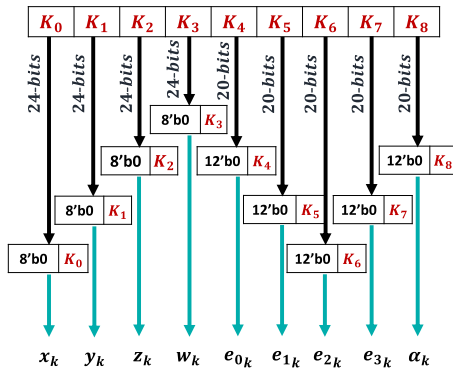 K0 K1 K2 K3 K4 K5 K6 K7 K8
24-bits 24-bits 24-bits 24-bits 20-bits 20-bits 20-bits 20-bits 20-bits
8'b0 K3
8'b0 K2 12'b0 K4 12'b0 K8
8'b0 K1 12'b0 K5 12'b0 K7
8'b0 K0 12'b0 K6
xk yk zk wk e0k e1k e2k e3k αk